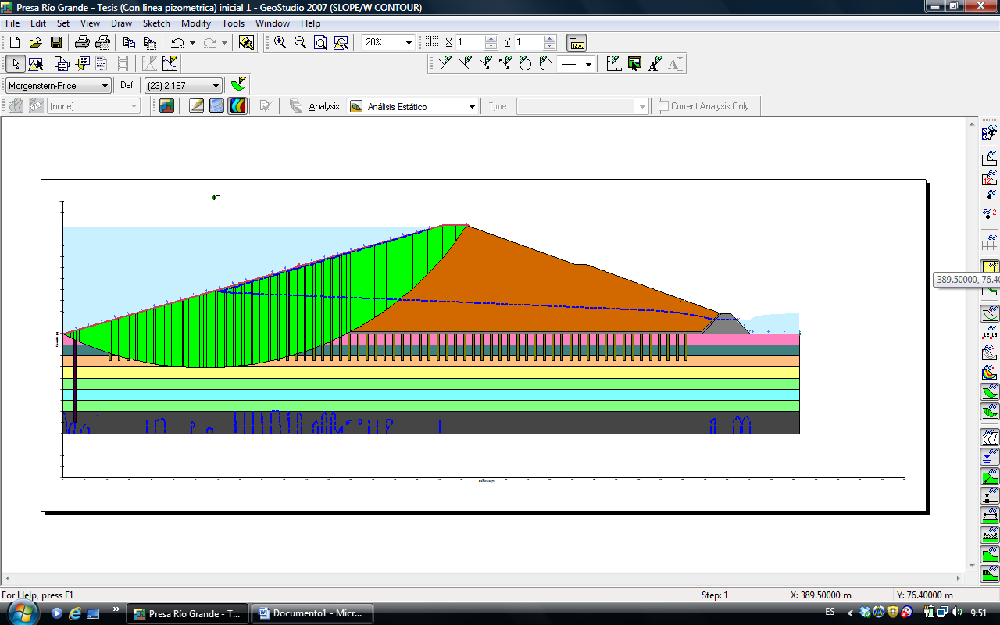 Presa Río Grande - Tesis (Con linea pizometrica) inicial 1 - GeoStudio 2007 (SLOPE/W CONTOUR)
File Edit Set View Draw Sketch Modify Tools Window Help
20% X: 1 Y: 1
Morgenstern-Price Def (23) 2.187
(none) Analysis: Análisis Estático Time: Current Analysis Only
389.50000, 76.40
For Help, press F1 Step: 1 X: 389.50000 m Y: 76.40000 m
Presa Río Grande - T... Documento1 - Micr... ES 9:51